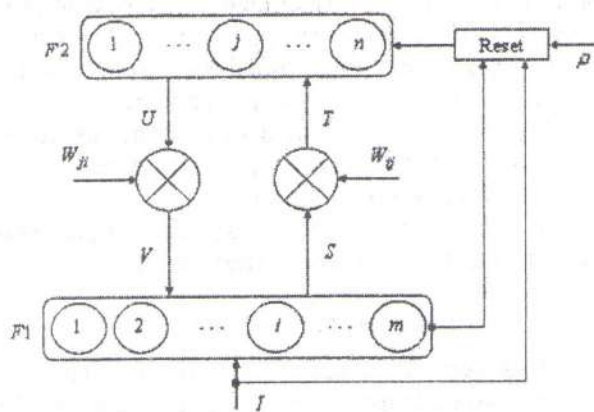 F2 1 ... j ... n Reset ρ
U T
W_ji W_ij
V S
F1 1 2 ... i ... m
I